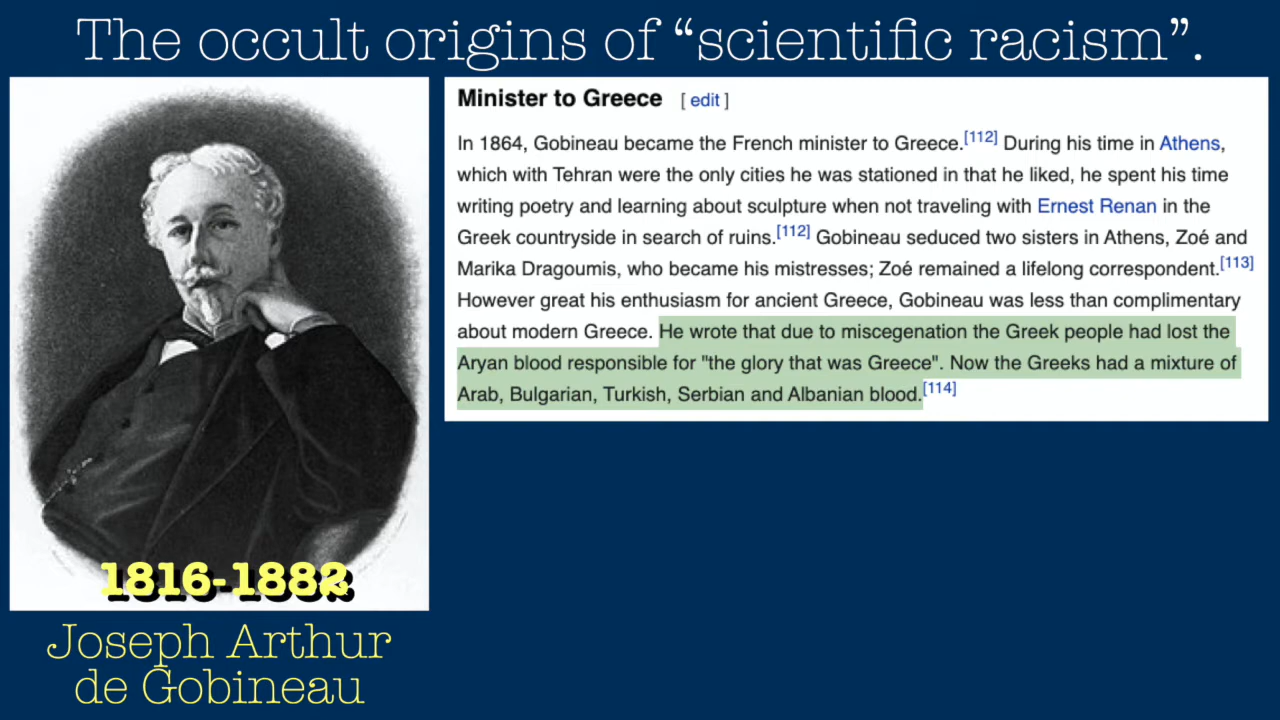 The occult origins of “scientific racism”.
Minister to Greece [ edit ]
In 1864, Gobineau became the French minister to Greece.[112] During his time in Athens,
which with Tehran were the only cities he was stationed in that he liked, he spent his time
writing poetry and learning about sculpture when not traveling with Ernest Renan in the
Greek countryside in search of ruins.[112] Gobineau seduced two sisters in Athens, Zoé and
Marika Dragoumis, who became his mistresses; Zoé remained a lifelong correspondent.[113]
However great his enthusiasm for ancient Greece, Gobineau was less than complimentary
about modern Greece. He wrote that due to miscegenation the Greek people had lost the
Aryan blood responsible for "the glory that was Greece". Now the Greeks had a mixture of
Arab, Bulgarian, Turkish, Serbian and Albanian blood.[114]
1816-1882
Joseph Arthur
de Gobineau